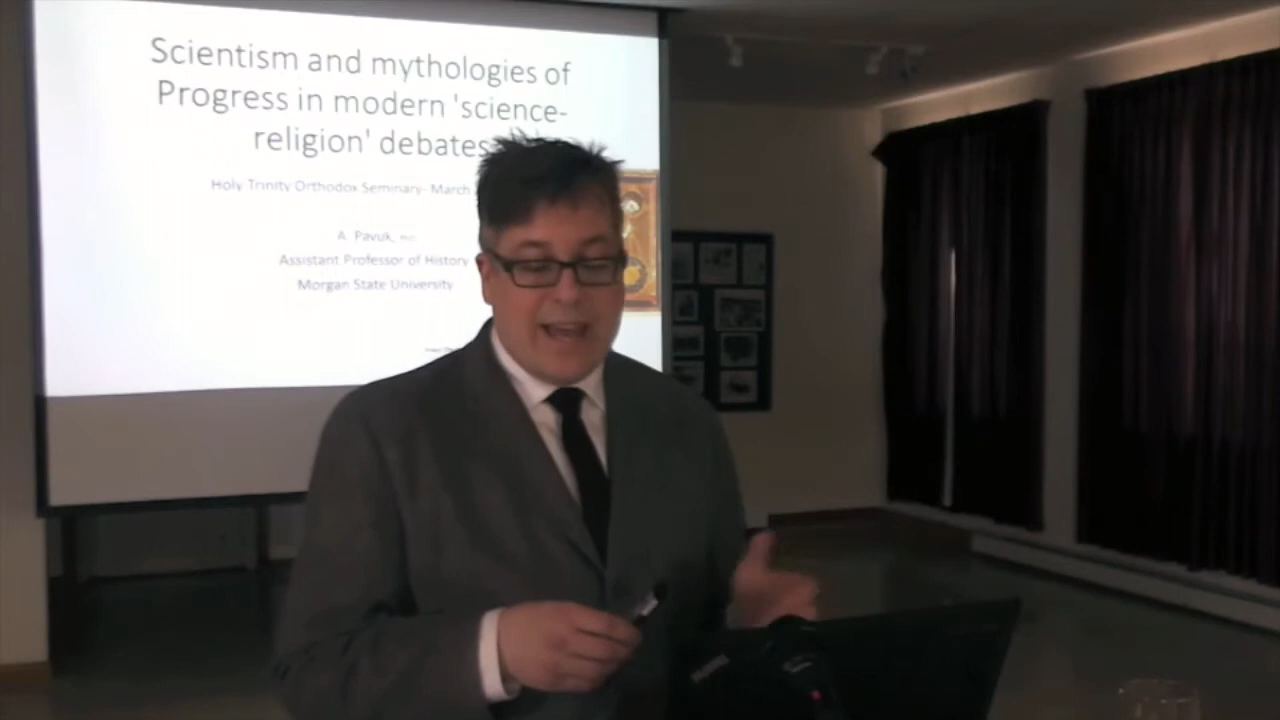 Scientism and mythologies of
Progress in modern 'science-
religion' debates
Holy Trinity Orthodox Seminary- March
A. Pavuk,
Assistant Professor of History
Morgan State University